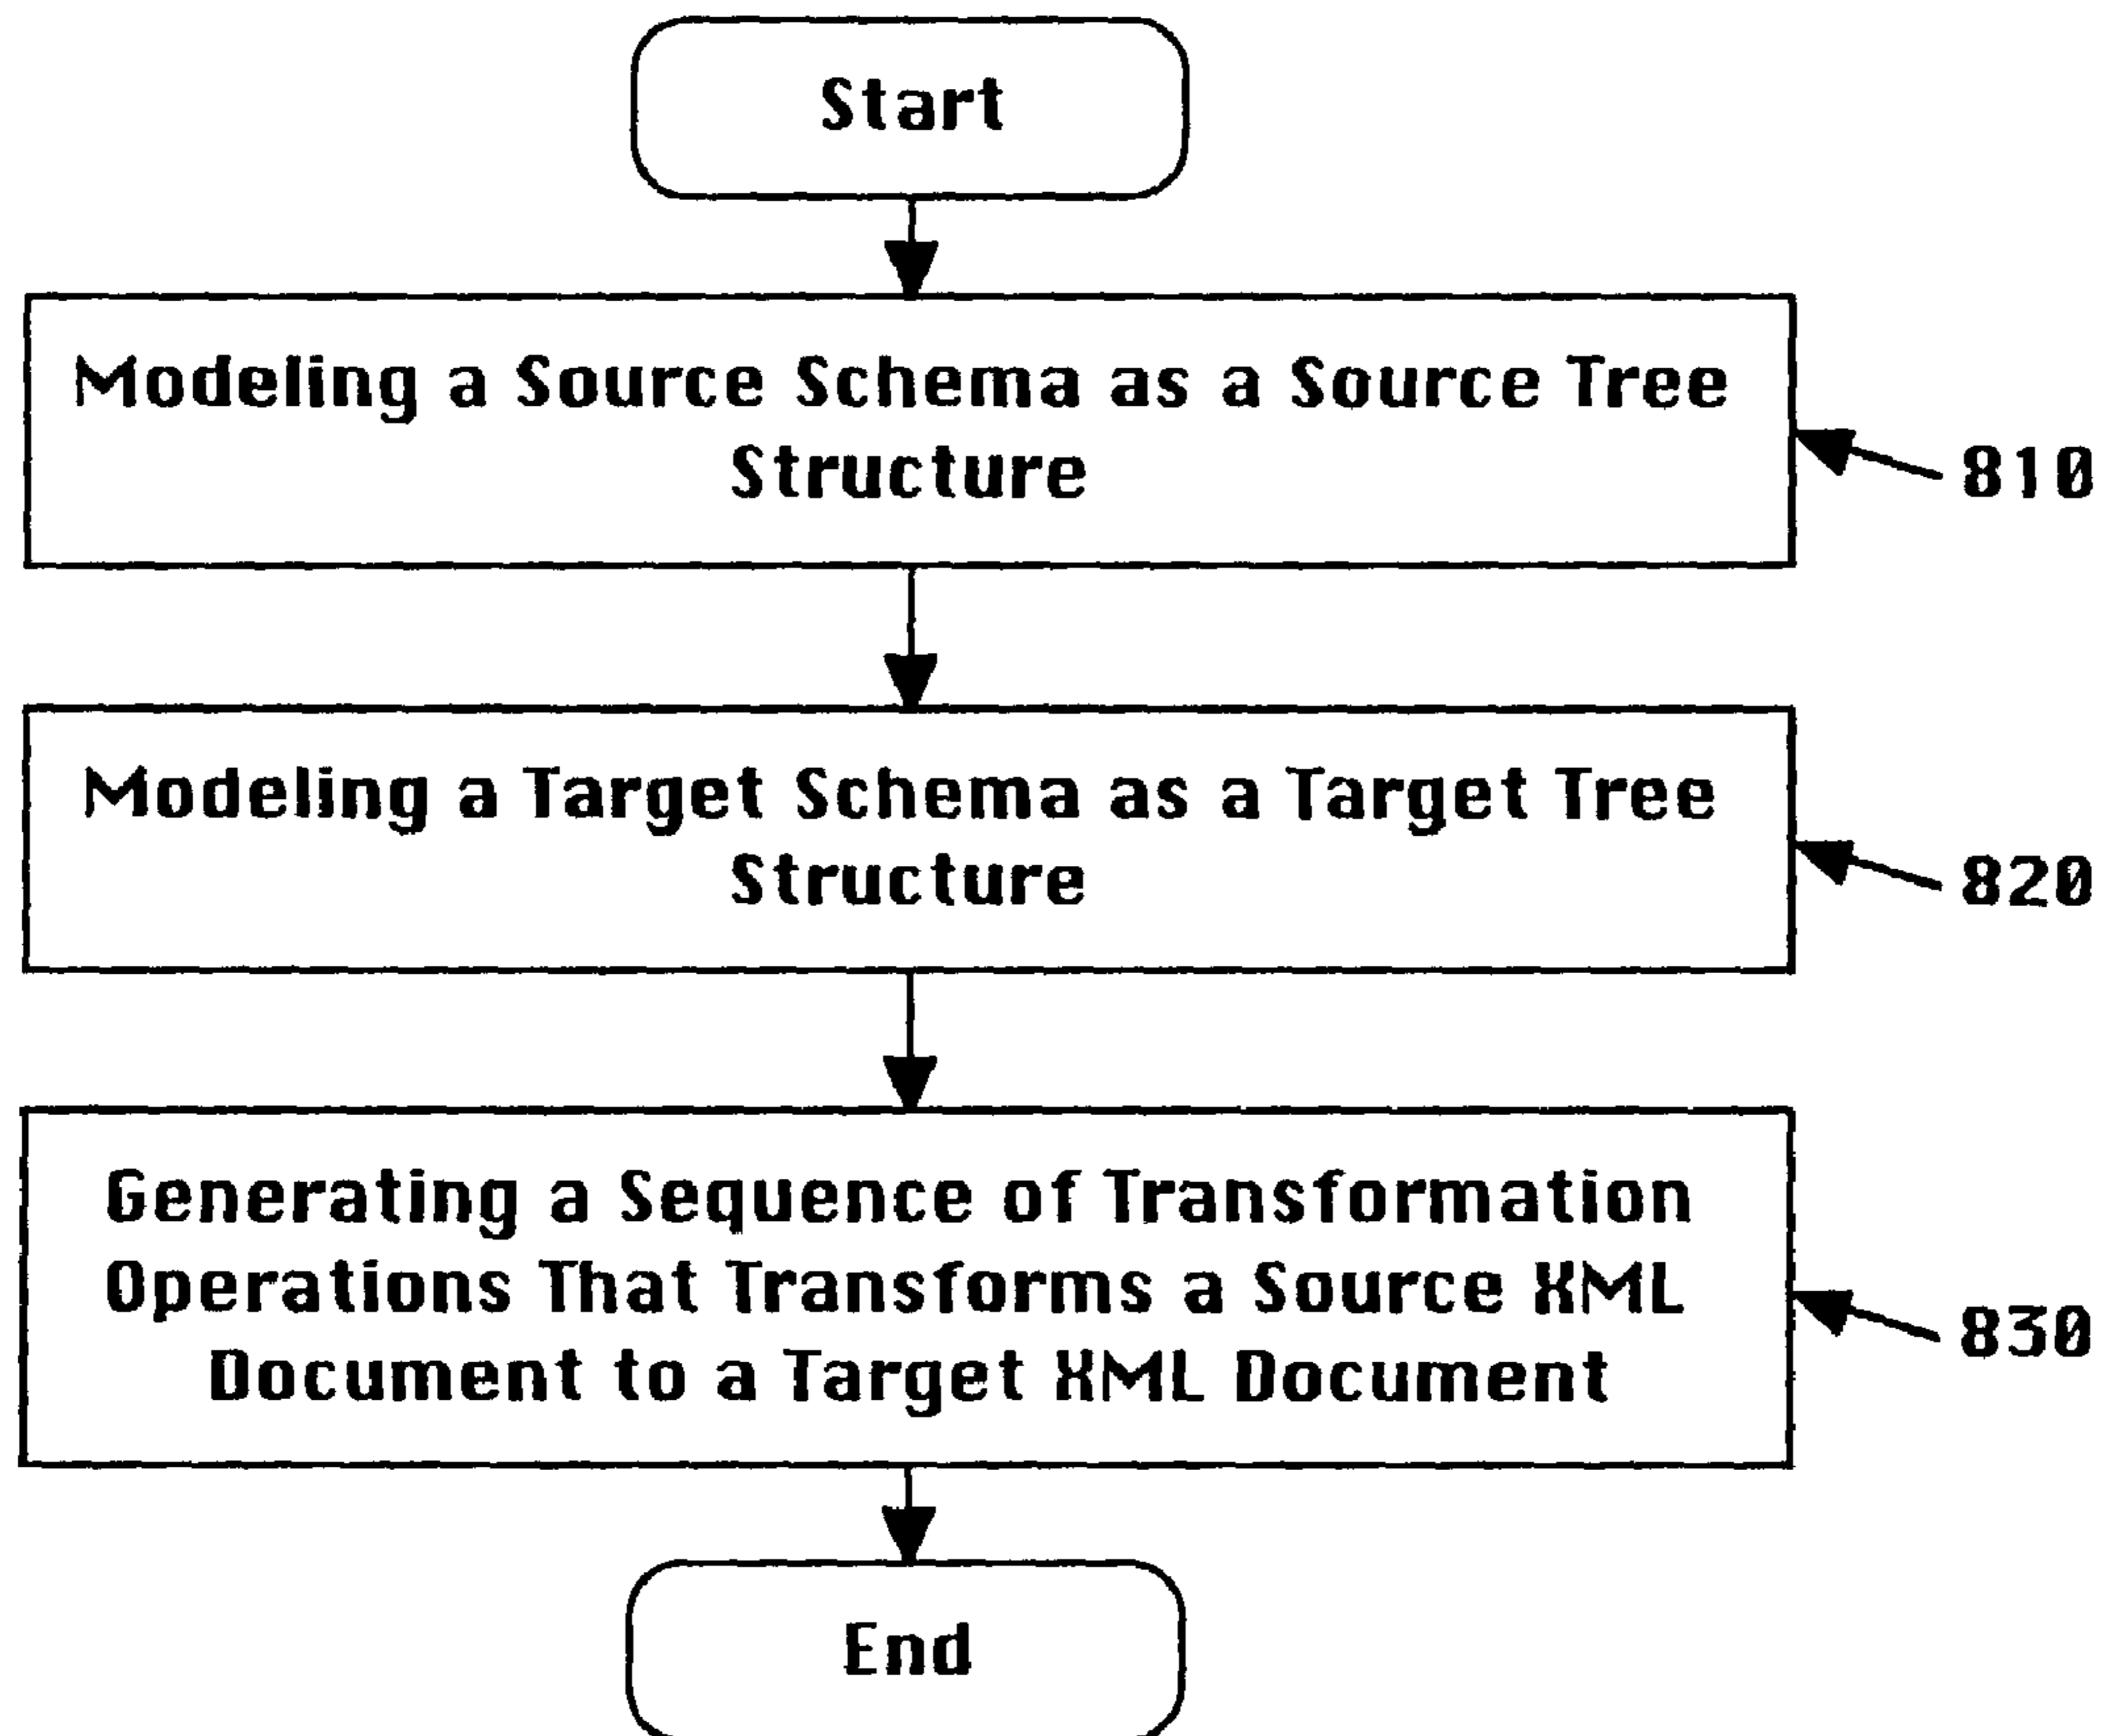 Start
Modeling a Source Schema as a Source Tree
Structure
810
Modeling a Target Schema as a Target Tree
Structure
820
Generating a Sequence of Transformation
Operations That Transforms a Source XML
Document to a Target XML Document
830
End